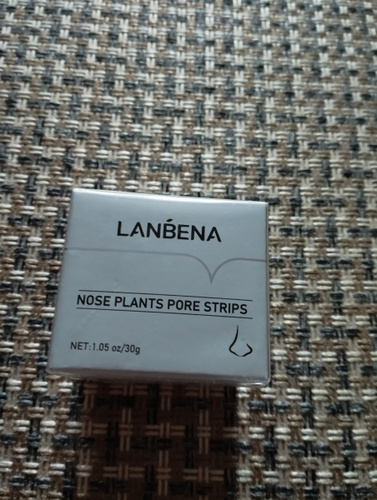 LANBENA
NOSE PLANTS PORE STRIPS
NET:1.05 oz/30g